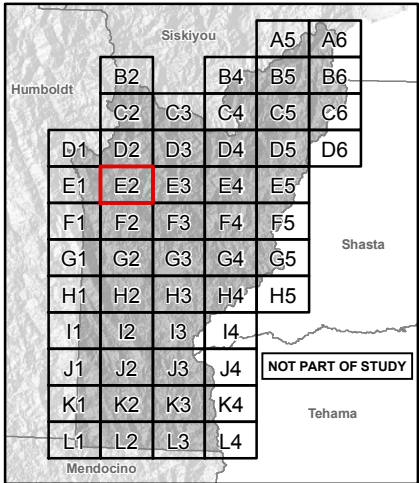 Siskiyou
A5 A6
B2 B4 B5 B6
Humboldt
C2 C3 C4 C5 C6
D1 D2 D3 D4 D5 D6
E1 E2 E3 E4 E5
F1 F2 F3 F4 F5
Shasta
G1 G2 G3 G4 G5
H1 H2 H3 H4 H5
I1 I2 I3 I4
J1 J2 J3 J4
NOT PART OF STUDY
K1 K2 K3 K4
Tehama
L1 L2 L3 L4
Mendocino